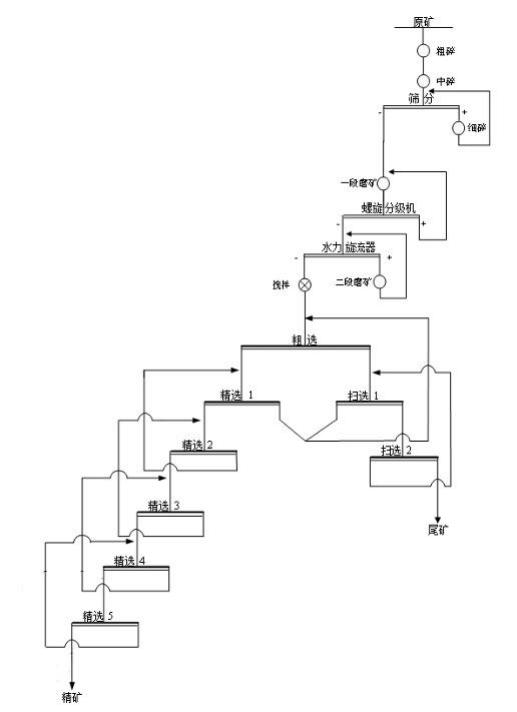 原矿
粗碎
中碎
筛分
- +
细碎
一段磨矿
螺旋分级机
- +
水力旋流器
- +
搅拌
二段磨矿
粗选
精选 1
扫选 1
精选 2
扫选 2
精选 3
尾矿
精选 4
精选 5
精矿